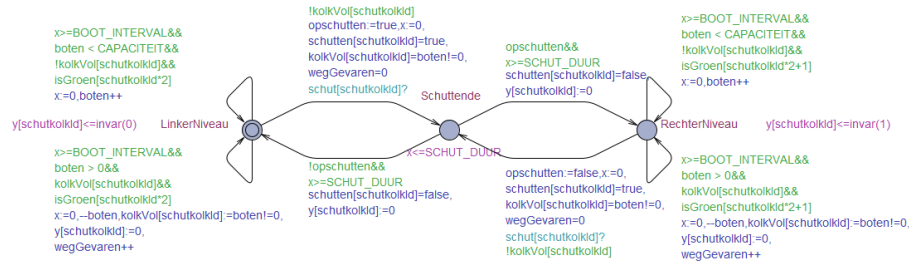 x>=BOOT_INTERVAL&&
boten < CAPACITEIT&&
!kolkVol[schutkolkId]&&
isGroen[schutkolkId*2]
x:=0,boten++
y[schutkolkId]<=invar(0)
LinkerNiveau
x>=BOOT_INTERVAL&&
boten > 0&&
kolkVol[schutkolkId]&&
isGroen[schutkolkId*2]
x:=0,--boten,kolkVol[schutkolkId]:=boten!=0,
y[schutkolkId]:=0,
wegGevaren++
!kolkVol[schutkolkId]
opschutten:=true,x:=0,
schutten[schutkolkId]=true,
kolkVol[schutkolkId]=boten!=0,
wegGevaren=0
schut[schutkolkId]?
Schuttende
x<=SCHUT_DUUR
!opschutten&&
x>=SCHUT_DUUR
schutten[schutkolkId]=false,
y[schutkolkId]:=0
opschutten&&
x>=SCHUT_DUUR
schutten[schutkolkId]=false,
y[schutkolkId]:=0
opschutten:=false,x:=0,
schutten[schutkolkId]=true,
kolkVol[schutkolkId]=boten!=0,
wegGevaren=0
schut[schutkolkId]?
!kolkVol[schutkolkId]
x>=BOOT_INTERVAL&&
boten < CAPACITEIT&&
!kolkVol[schutkolkId]&&
isGroen[schutkolkId*2+1]
x:=0,boten++
RechterNiveau
y[schutkolkId]<=invar(1)
x>=BOOT_INTERVAL&&
boten > 0&&
kolkVol[schutkolkId]&&
isGroen[schutkolkId*2+1]
x:=0,--boten,kolkVol[schutkolkId]:=boten!=0,
y[schutkolkId]:=0,
wegGevaren++